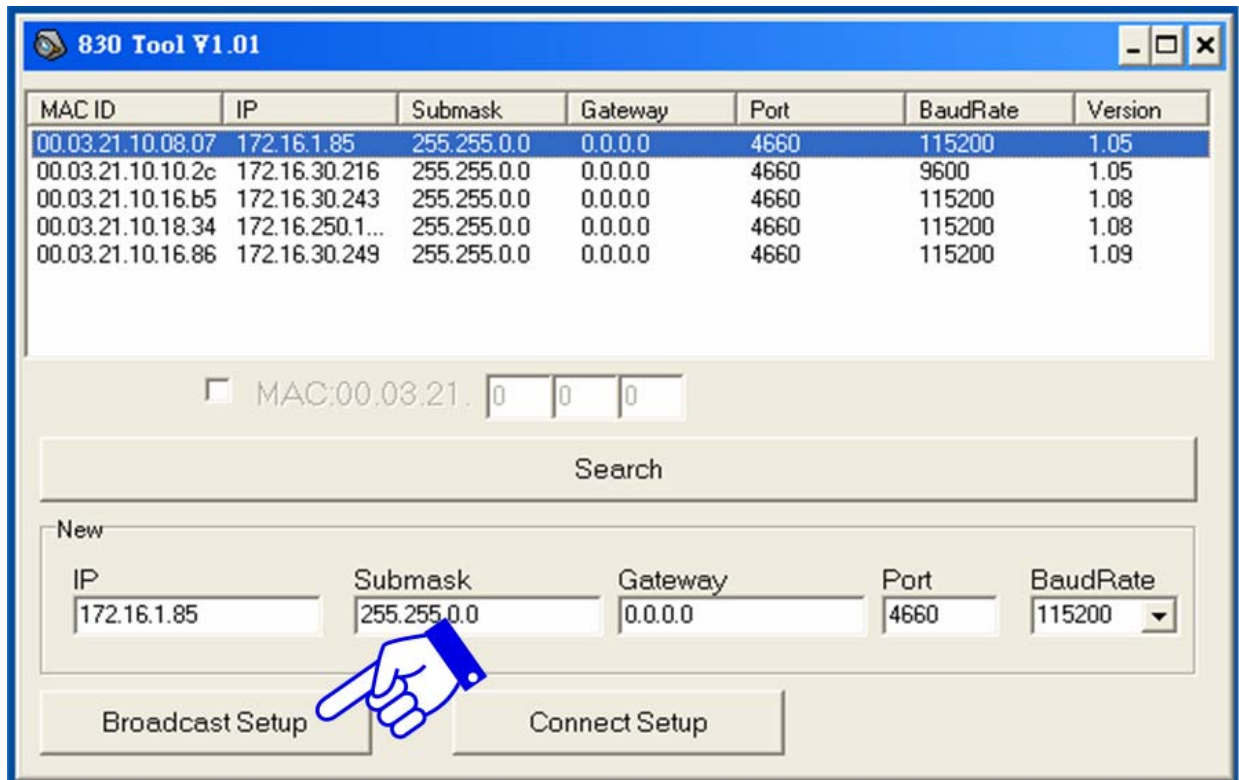 830 Tool V1.01
MAC ID IP Submask Gateway Port BaudRate Version
00.03.21.10.08.07 172.16.1.85 255.255.0.0 0.0.0.0 4660 115200 1.05
00.03.21.10.10.2c 172.16.30.216 255.255.0.0 0.0.0.0 4660 9600 1.05
00.03.21.10.16.b5 172.16.30.243 255.255.0.0 0.0.0.0 4660 115200 1.08
00.03.21.10.18.34 172.16.250.1... 255.255.0.0 0.0.0.0 4660 115200 1.08
00.03.21.10.16.86 172.16.30.249 255.255.0.0 0.0.0.0 4660 115200 1.09
MAC:00.03.21. 0 0 0
Search
New
IP Submask Gateway Port BaudRate
172.16.1.85 255.255.0.0 0.0.0.0 4660 115200
Broadcast Setup Connect Setup